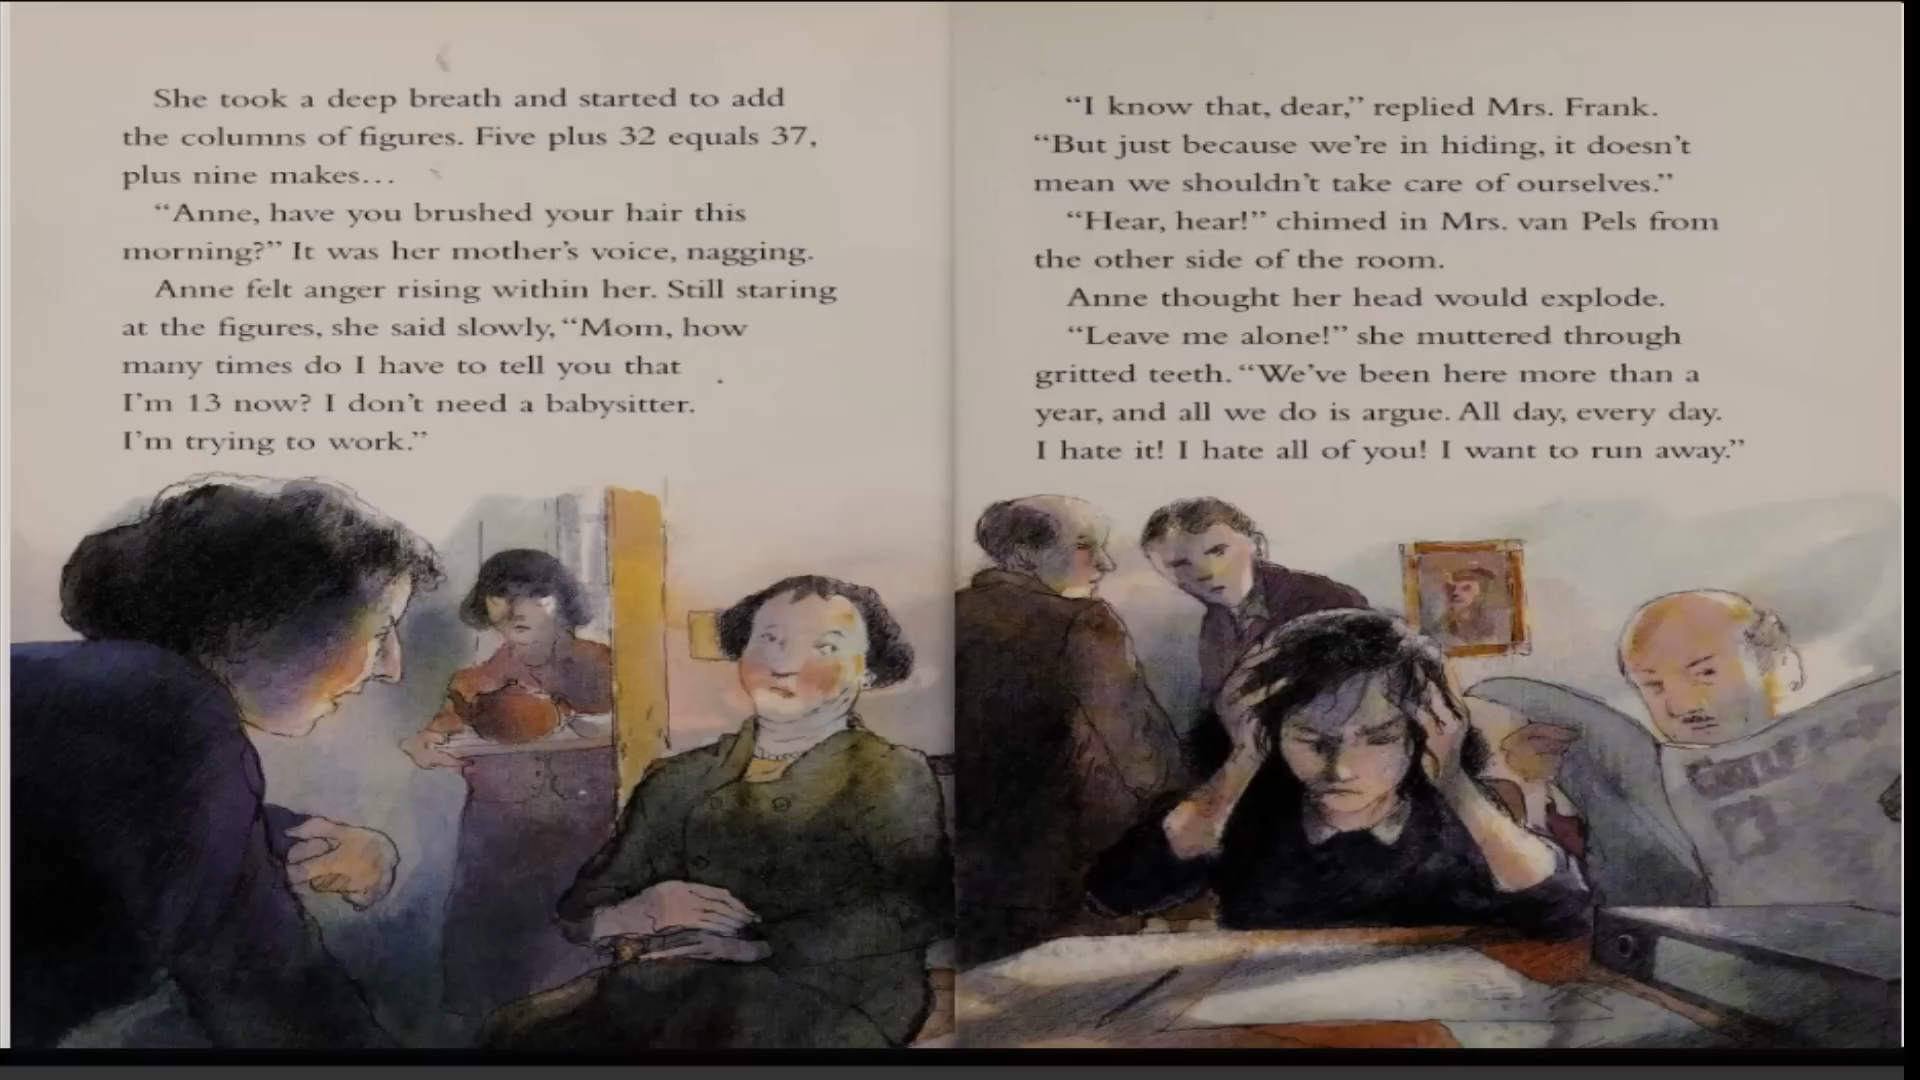 She took a deep breath and started to add
the columns of figures. Five plus 32 equals 37,
plus nine makes…
“Anne, have you brushed your hair this
morning?” It was her mother’s voice, nagging.
Anne felt anger rising within her. Still staring
at the figures, she said slowly, “Mom, how
many times do I have to tell you that
I’m 13 now? I don’t need a babysitter.
I’m trying to work.”
“I know that, dear,” replied Mrs. Frank.
“But just because we’re in hiding, it doesn’t
mean we shouldn’t take care of ourselves.”
“Hear, hear!” chimed in Mrs. van Pels from
the other side of the room.
Anne thought her head would explode.
“Leave me alone!” she muttered through
gritted teeth. “We’ve been here more than a
year, and all we do is argue. All day, every day.
I hate it! I hate all of you! I want to run away.”